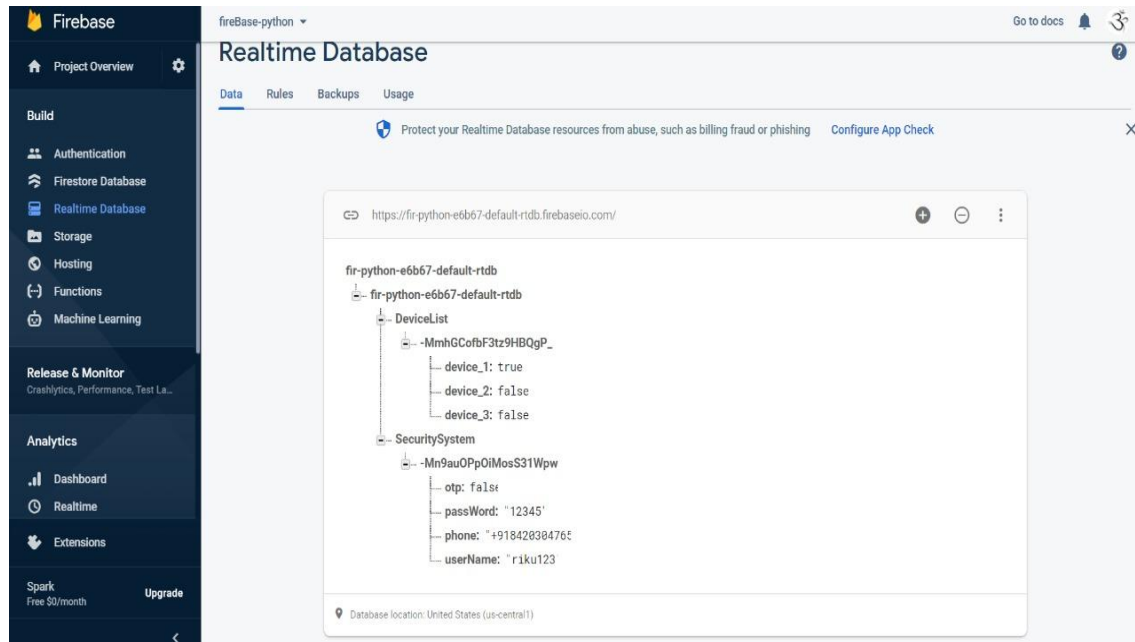 Firebase
fireBase-python
Go to docs
Project Overview
Realtime Database
Data Rules Backups Usage
Build
Protect your Realtime Database resources from abuse, such as billing fraud or phishing Configure App Check
Authentication
Firestore Database
Realtime Database
Storage
Hosting
Functions
Machine Learning
Release & Monitor
Crashlytics, Performance, Test La...
Analytics
Dashboard
Realtime
Extensions
Spark
Free $0/month
Upgrade
https://fir-python-e6b67-default-rtdb.firebaseio.com/
fir-python-e6b67-default-rtdb
fir-python-e6b67-default-rtdb
DeviceList
-MmhGCofbF3tz9HBQgP_
device_1: true
device_2: false
device_3: false
SecuritySystem
-Mn9auOPpOiMosS31Wpw
otp: false
passWord: "12345'
phone: "+918420304765
userName: "riku123
Database location: United States (us-central1)
ॐ